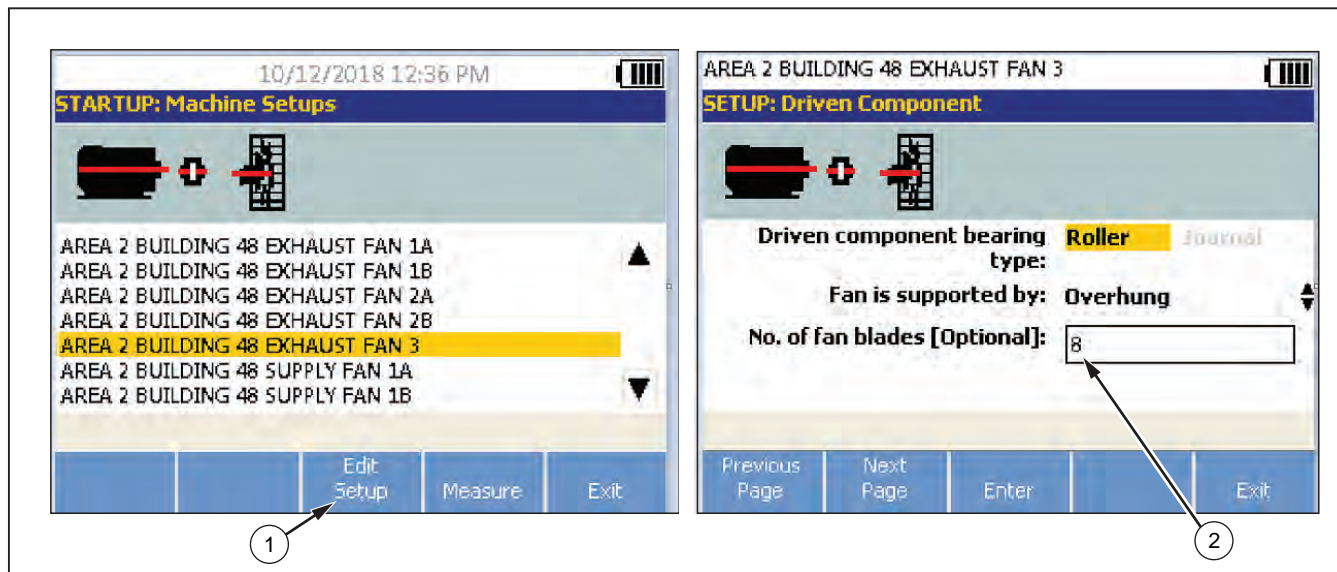 10/12/2018 12:36 PM
STARTUP: Machine Setups
AREA 2 BUILDING 48 EXHAUST FAN 1A
AREA 2 BUILDING 48 EXHAUST FAN 1B
AREA 2 BUILDING 48 EXHAUST FAN 2A
AREA 2 BUILDING 48 EXHAUST FAN 2B
AREA 2 BUILDING 48 EXHAUST FAN 3
AREA 2 BUILDING 48 SUPPLY FAN 1A
AREA 2 BUILDING 48 SUPPLY FAN 1B
Edit
Setup
Measure
Exit
1
AREA 2 BUILDING 48 EXHAUST FAN 3
SETUP: Driven Component
Driven component bearing
type:
Roller
Journal
Fan is supported by:
Overhung
No. of fan blades [Optional]:
8
Previous
Page
Next
Page
Enter
Exit
2